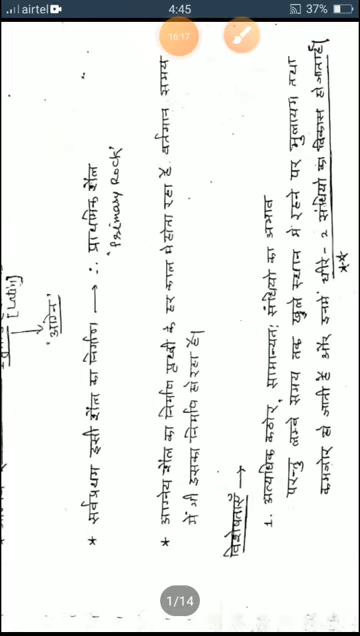 airtel
4:45
37%
16:17
[Latin]
'आग्नि'
* सर्वप्रथम इसी शैल का निर्माण → ∴ प्राथमिक शैल
'Primary Rock'
* आग्नेय शैल का निर्माण पृथ्वी के हर काल में होता रहा है वर्तमान समय
में भी इसका निर्माण हो रहा है।
विशेषताएँ →
1. अत्यधिक कठोर, सामान्यतः संधियों का अभाव
परन्तु लम्बे समय तक खुले स्थान में रहने पर मुलायम तथा
कमजोर हो जाती है और इनमें धीरे-2 संधियों का विकास हो जाता है।
**
1/14